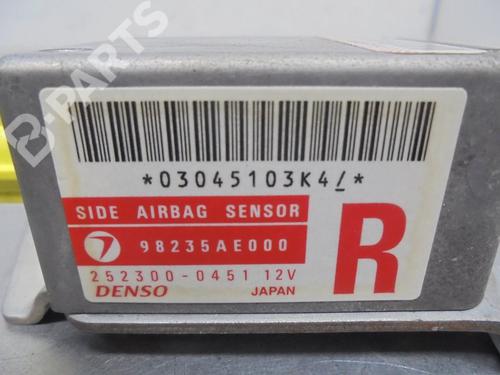 B-PARTS
*03045103K4/*
SIDE AIRBAG SENSOR
98235AE000
252300-0451 12V
DENSO JAPAN
R